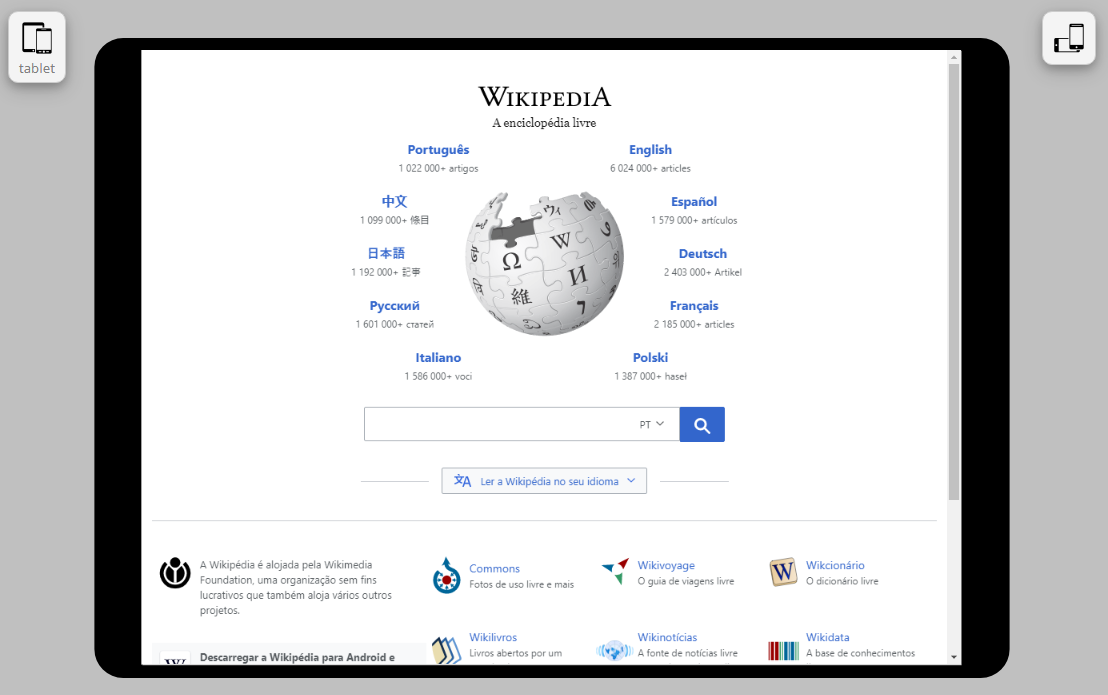 tablet
WIKIPEDIA
A enciclopédia livre
Português
1 022 000+ artigos
English
6 024 000+ articles
中文
1 099 000+ 條目
Español
1 579 000+ artículos
日本語
1 192 000+ 記事
Deutsch
2 403 000+ Artikel
Русский
1 601 000+ статей
Français
2 185 000+ articles
Italiano
1 586 000+ voci
Polski
1 387 000+ haseł
Ω
W
И
維
PT
Ler a Wikipédia no seu idioma
A Wikipédia é alojada pela Wikimedia
Foundation, uma organização sem fins
lucrativos que também aloja vários outros
projetos.
Commons
Fotos de uso livre e mais
Wikivoyage
O guia de viagens livre
W
Wikcionário
O dicionário livre
Descarregar a Wikipédia para Android e
Wikilivros
Livros abertos por um
Wikinotícias
A fonte de notícias livre
Wikidata
A base de conhecimentos